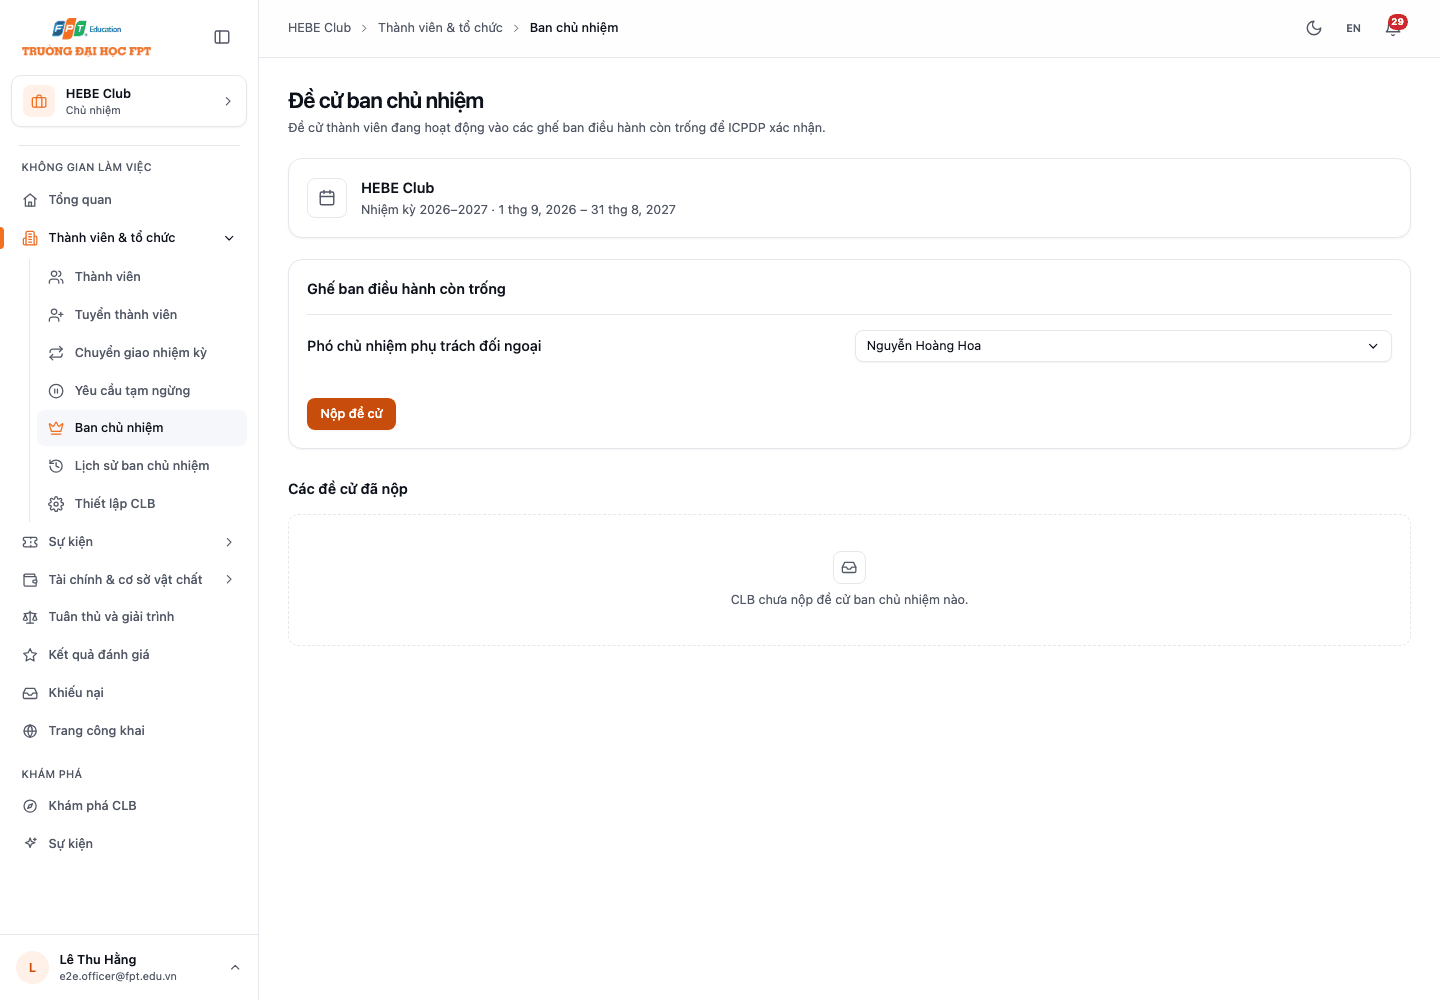 FPT Education
TRƯỜNG ĐẠI HỌC FPT
HEBE Club
Chủ nhiệm
KHÔNG GIAN LÀM VIỆC
Tổng quan
Thành viên & tổ chức
Thành viên
Tuyển thành viên
Chuyển giao nhiệm kỳ
Yêu cầu tạm ngừng
Ban chủ nhiệm
Lịch sử ban chủ nhiệm
Thiết lập CLB
Sự kiện
Tài chính & cơ sở vật chất
Tuân thủ và giải trình
Kết quả đánh giá
Khiếu nại
Trang công khai
KHÁM PHÁ
Khám phá CLB
Sự kiện
L
Lê Thu Hằng
e2e.officer@fpt.edu.vn
HEBE Club > Thành viên & tổ chức > Ban chủ nhiệm
EN
29
Đề cử ban chủ nhiệm
Đề cử thành viên đang hoạt động vào các ghế ban điều hành còn trống để ICPDP xác nhận.
HEBE Club
Nhiệm kỳ 2026–2027 · 1 thg 9, 2026 – 31 thg 8, 2027
Ghế ban điều hành còn trống
Phó chủ nhiệm phụ trách đối ngoại
Nguyễn Hoàng Hoa
Nộp đề cử
Các đề cử đã nộp
CLB chưa nộp đề cử ban chủ nhiệm nào.